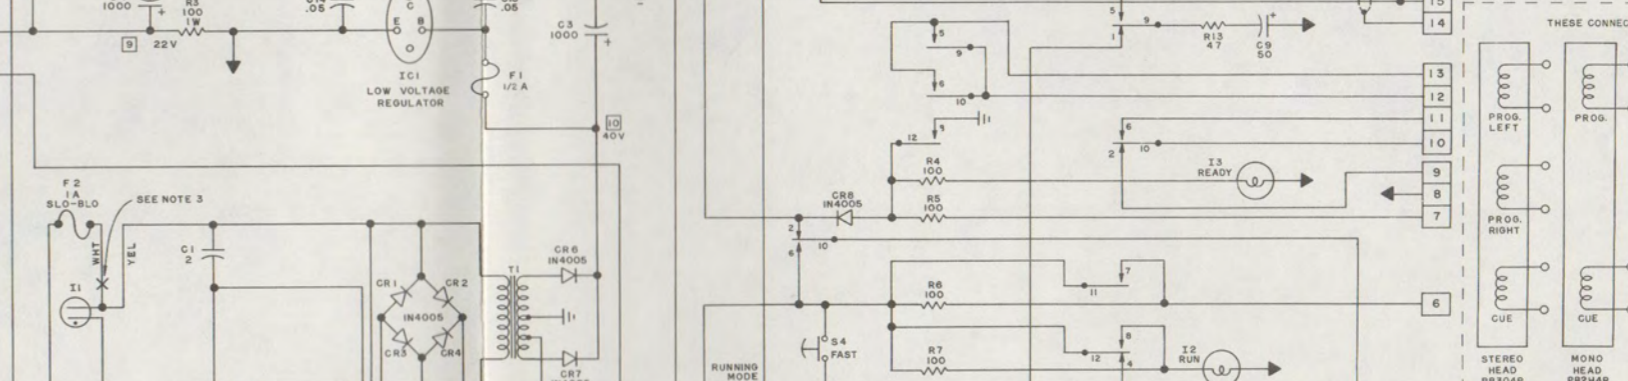 1000
+
R3
100
1W
9
22V
.05
C
E
B
IC1
LOW VOLTAGE
REGULATOR
.05
F1
1/2 A
C3
1000
+
10
40V
F2
1A
SLO-BLO
SEE NOTE 3
WHT
YEL
I1
C1
2
CR1
CR2
IN4005
CR3
CR4
T1
CR6
IN4005
CR7
RUNNING
MODE
2
10
6
S4
FAST
CR8
IN4005
5
9
6
10
12
R4
100
R5
100
R6
100
R7
100
5
9
1
R13
47
+
C9
50
6
2
10
I3
READY
7
11
8
12
4
I2
RUN
15
14
13
12
11
10
9
8
7
6
THESE CONNEC
PROG.
LEFT
PROG.
RIGHT
CUE
STEREO
HEAD
PROG.
CUE
MONO
HEAD